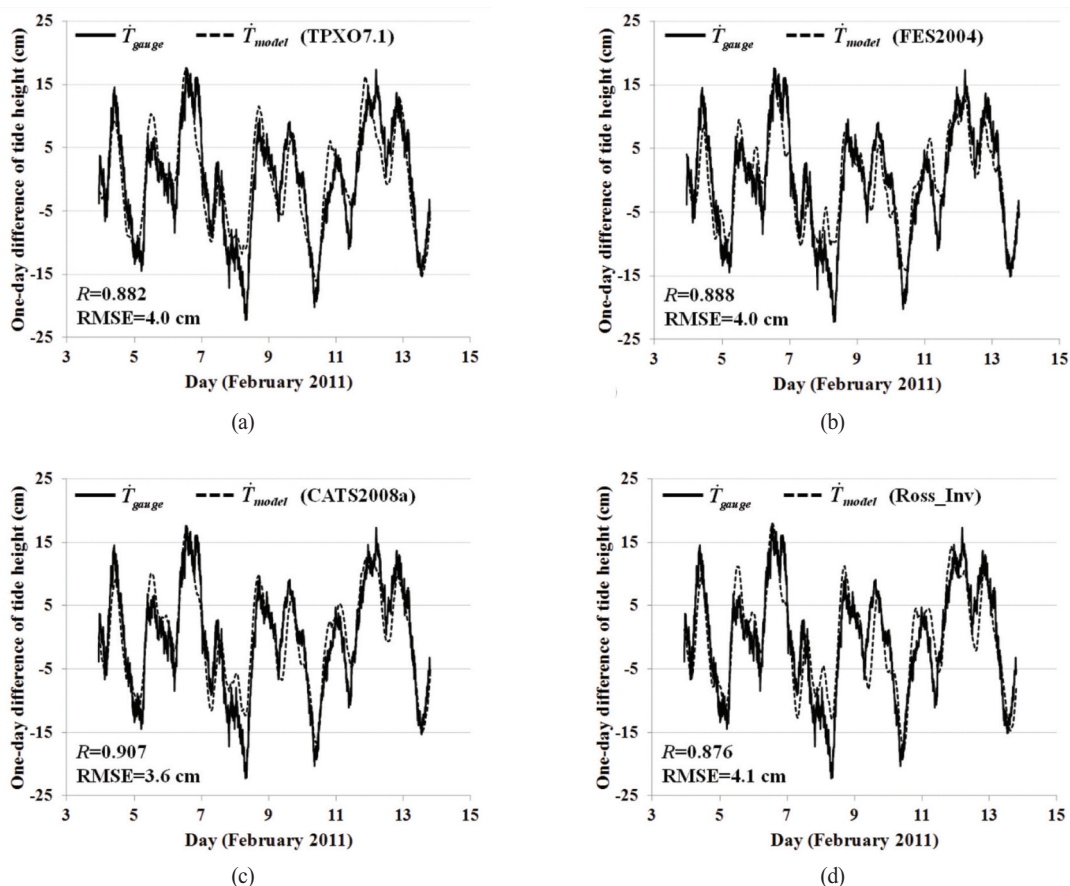 Ṫgauge Ṫmodel (TPXO7.1)
One-day difference of tide height (cm)
25
15
5
-5
-15
-25
R=0.882
RMSE=4.0 cm
3 5 7 9 11 13 15
Day (February 2011)
(a)
Ṫgauge Ṫmodel (FES2004)
One-day difference of tide height (cm)
25
15
5
-5
-15
-25
R=0.888
RMSE=4.0 cm
3 5 7 9 11 13 15
Day (February 2011)
(b)
Ṫgauge Ṫmodel (CATS2008a)
One-day difference of tide height (cm)
25
15
5
-5
-15
-25
R=0.907
RMSE=3.6 cm
3 5 7 9 11 13 15
Day (February 2011)
(c)
Ṫgauge Ṫmodel (Ross_Inv)
One-day difference of tide height (cm)
25
15
5
-5
-15
-25
R=0.876
RMSE=4.1 cm
3 5 7 9 11 13 15
Day (February 2011)
(d)